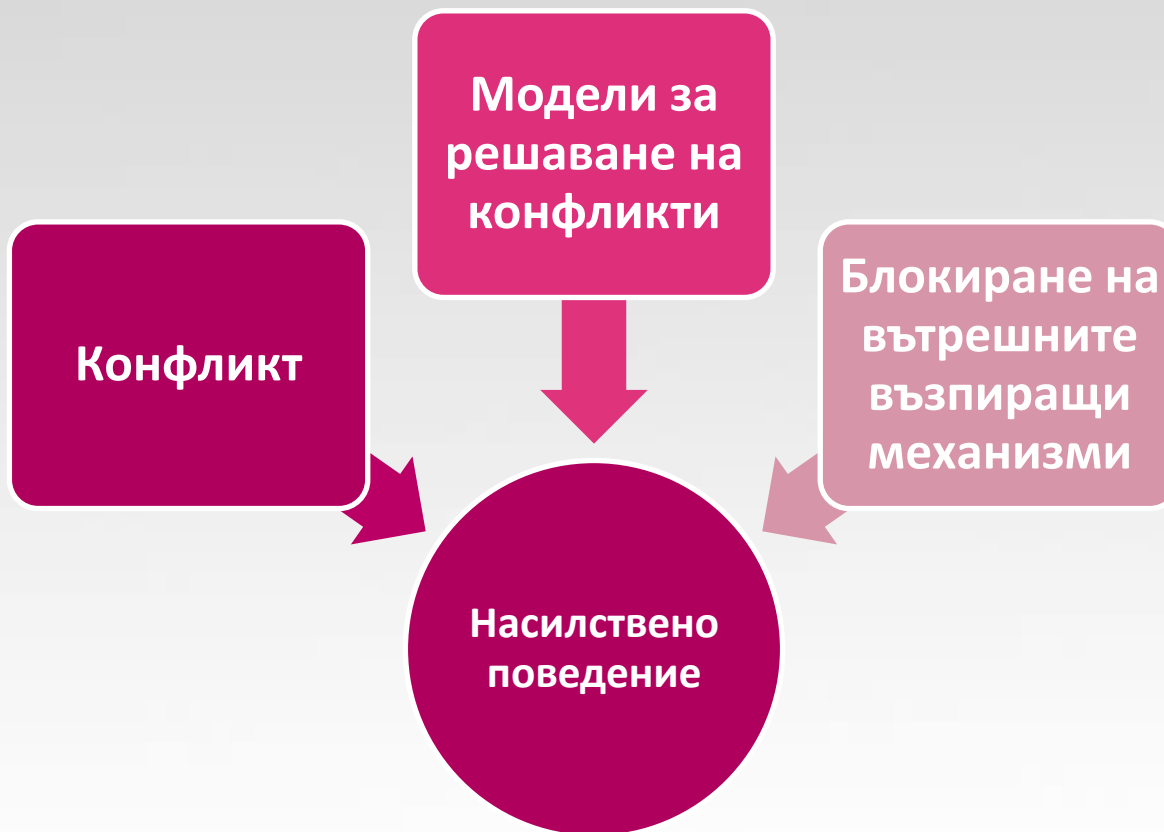 Модели за
решаване на
конфликти
Конфликт
Блокиране на
вътрешните
възпиращи
механизми
Насилствено
поведение